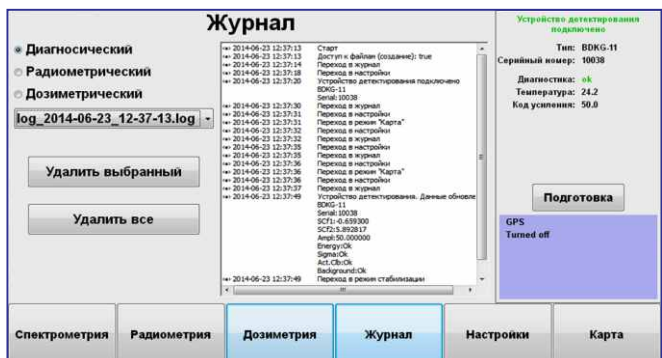 Журнал
Диагносический
Радиометрический
Дозиметрический
log_2014-06-23_12-37-13.log
Удалить выбранный
Удалить все
2014-06-23 12:37:13 Старт
2014-06-23 12:37:13 Доступ к файлам (создание): true
2014-06-23 12:37:14 Переход в журнал
2014-06-23 12:37:18 Переход в настройки
2014-06-23 12:37:20 Устройство детектирования подключено
BDKG-11
Serial:10038
2014-06-23 12:37:30 Переход в журнал
2014-06-23 12:37:31 Переход в настройки
2014-06-23 12:37:31 Переход в режим "Карта"
2014-06-23 12:37:32 Переход в настройки
2014-06-23 12:37:32 Переход в журнал
2014-06-23 12:37:35 Переход в настройки
2014-06-23 12:37:35 Переход в журнал
2014-06-23 12:37:36 Переход в настройки
2014-06-23 12:37:36 Переход в режим "Карта"
2014-06-23 12:37:36 Переход в настройки
2014-06-23 12:37:37 Переход в журнал
2014-06-23 12:37:49 Устройство детектирования. Данные обновле
BDKG-11
Serial:10038
SCf1:-0.659300
SCf2:5.892817
Ampl:50.000000
Energy:Ok
Sigma:Ok
Act.Clb:Ok
Background:Ok
2014-06-23 12:37:49 Переход в режим стабилизации
Устройство детектирования
подключено
Тип: BDKG-11
Серийный номер: 10038
Диагностика: ok
Температура: 24.2
Код усиления: 50.0
Подготовка
GPS
Turned off
Спектрометрия
Радиометрия
Дозиметрия
Журнал
Настройки
Карта